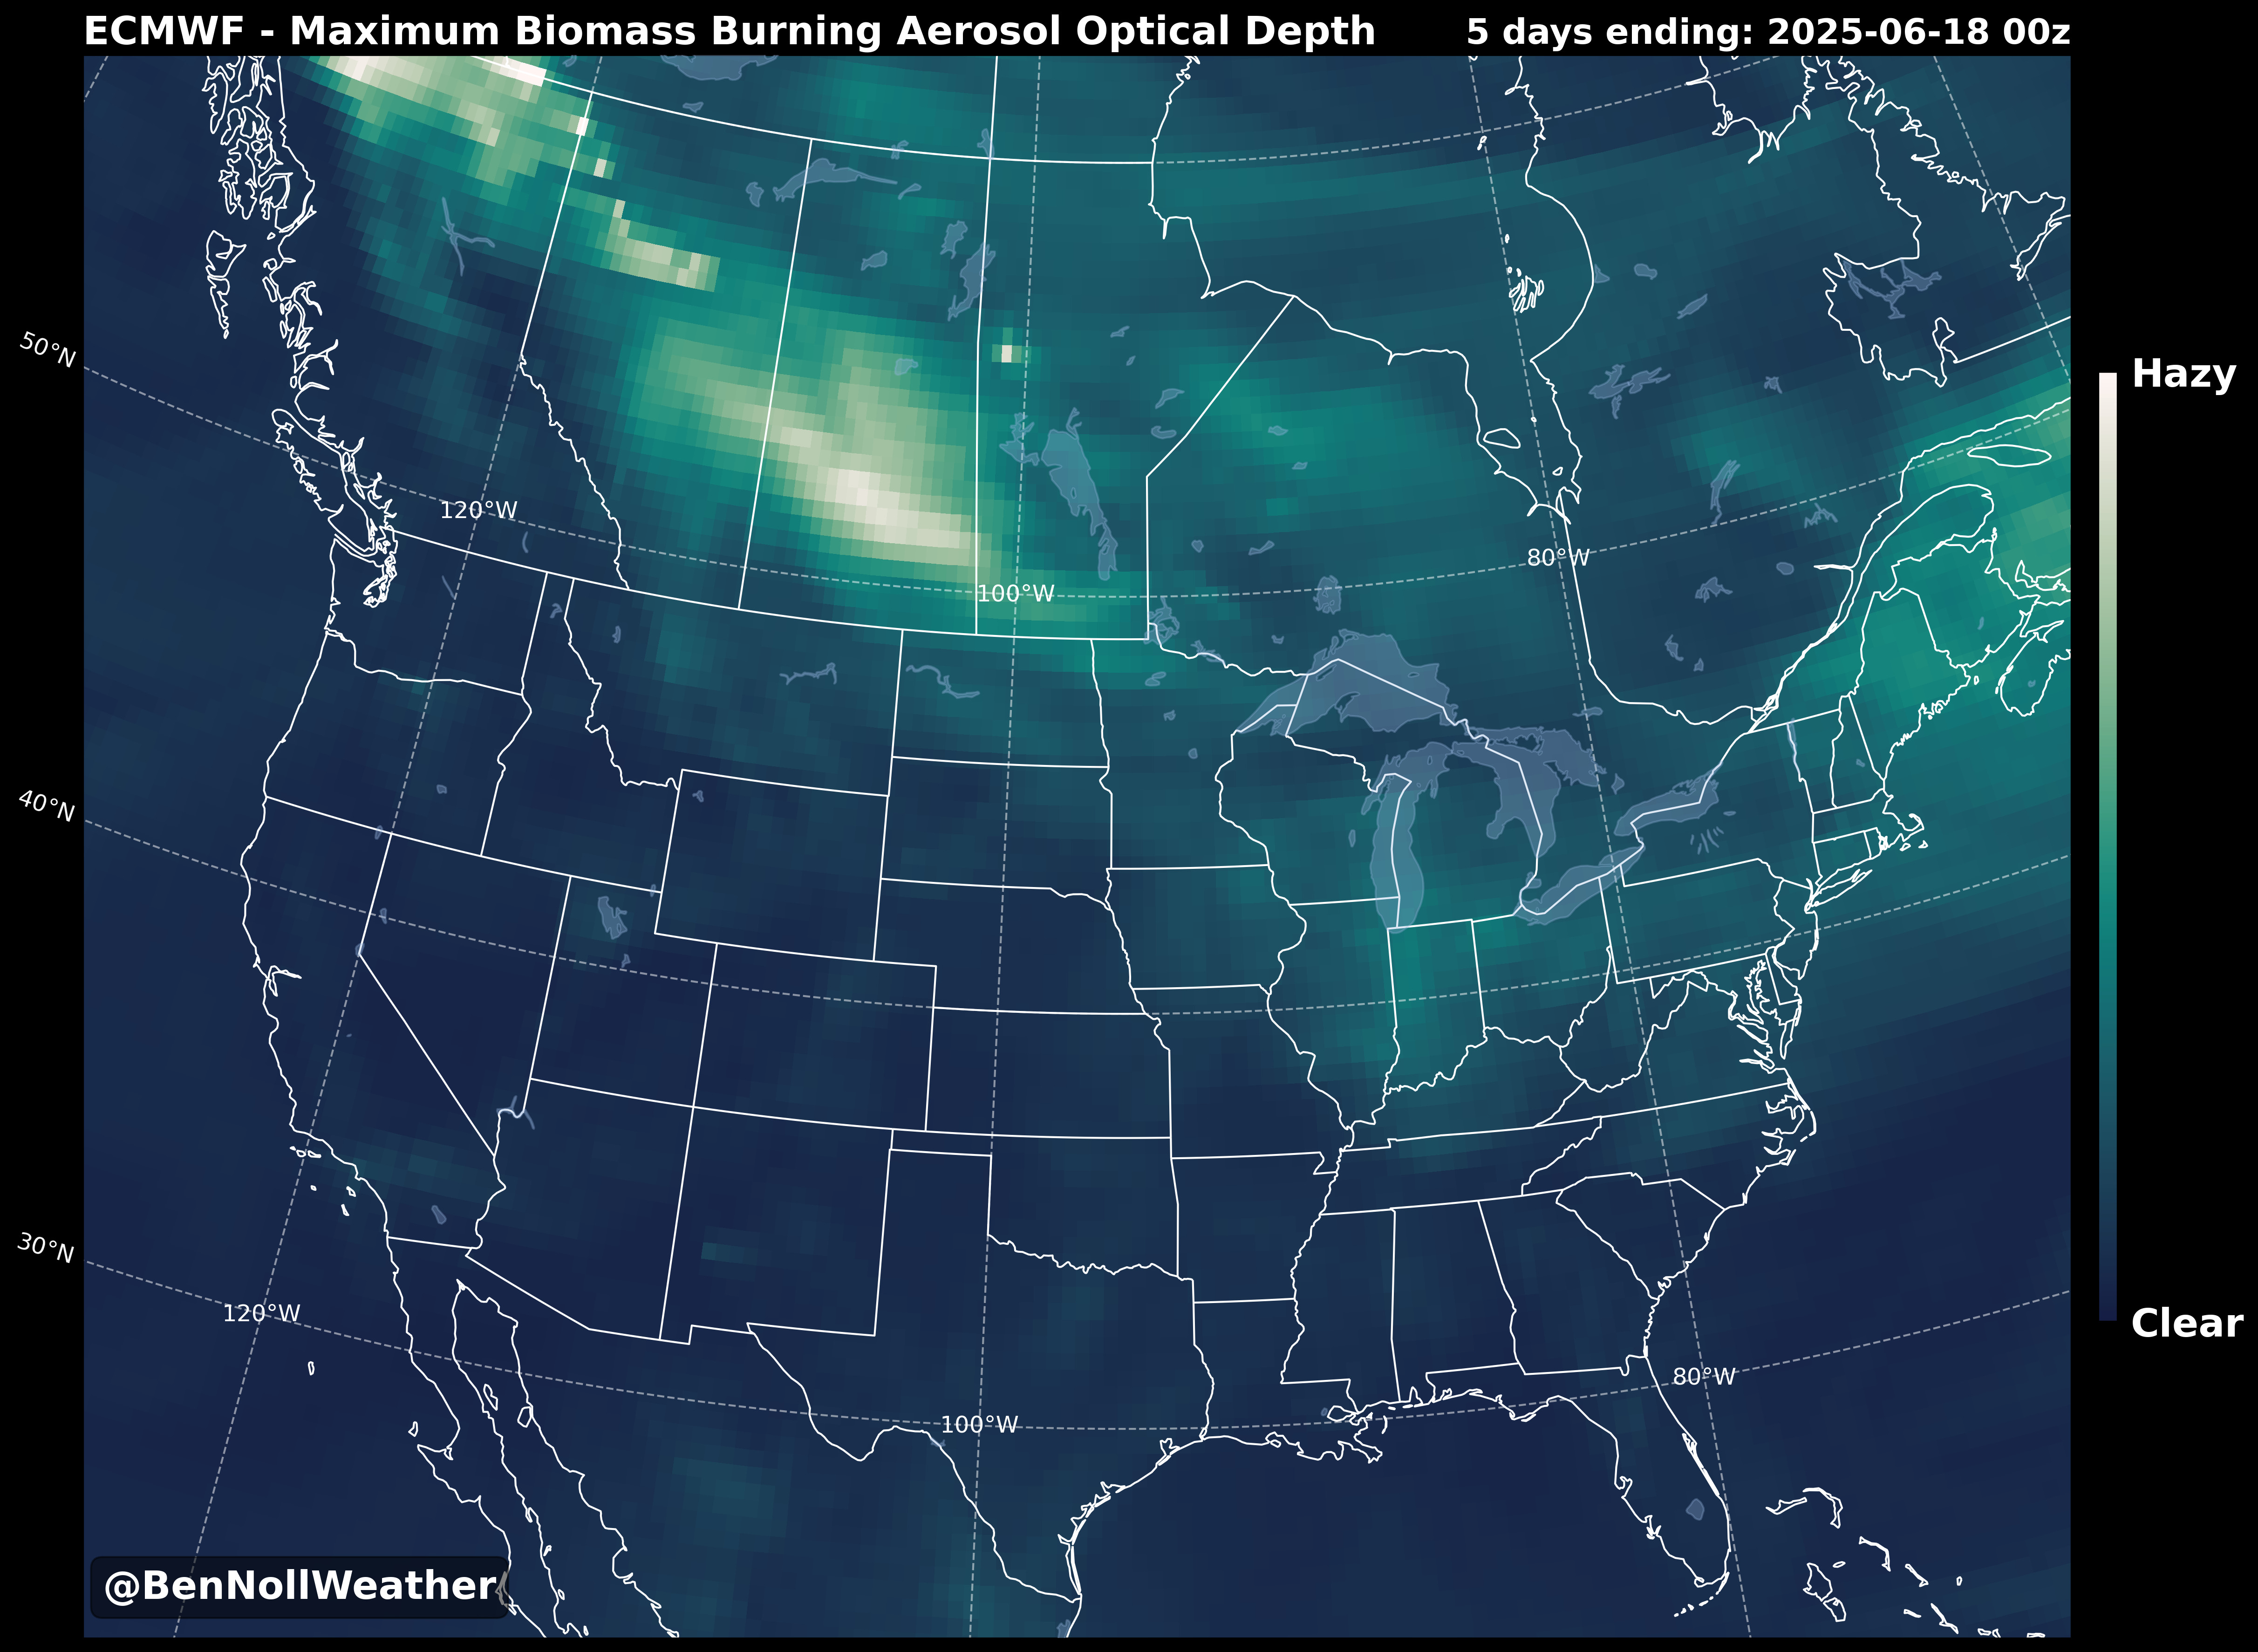 ECMWF - Maximum Biomass Burning Aerosol Optical Depth
5 days ending: 2025-06-18 00z
50°N
Hazy
120°W
80°W
100°W
40°N
30°N
120°W
Clear
80°W
100°W
@BenNollWeather